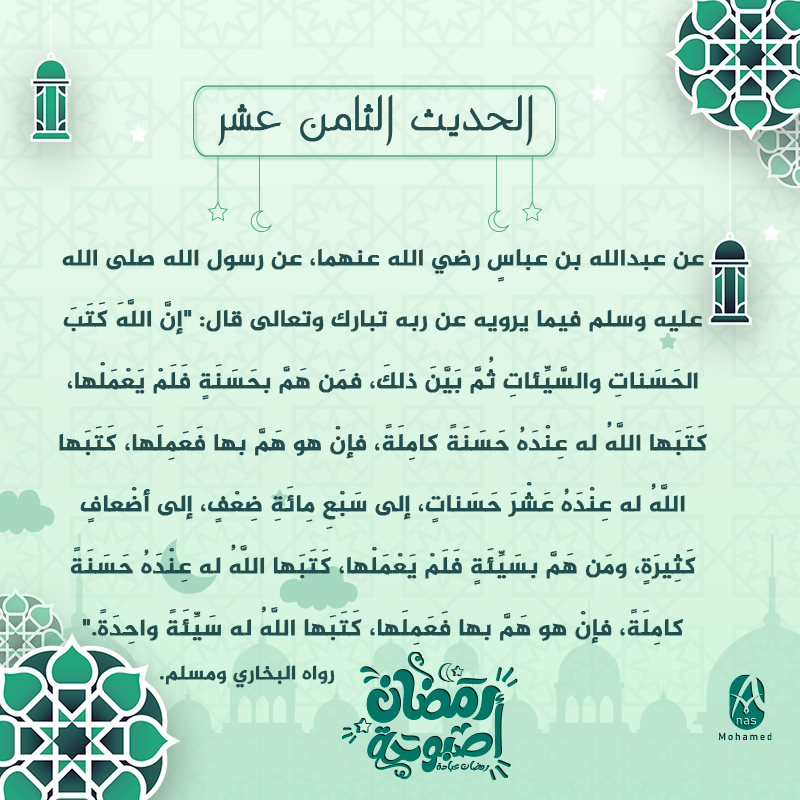 الحديث الثامن عشر
عن عبدالله بن عباسٍ رضي الله عنهما، عن رسول الله صلى الله
عليه وسلم فيما يرويه عن ربه تبارك وتعالى قال: "إنَّ اللَّهَ كَتَبَ
الحَسَناتِ والسَّيِّئاتِ ثُمَّ بَيَّنَ ذلكَ، فمَن هَمَّ بحَسَنَةٍ فَلَمْ يَعْمَلْها،
كَتَبَها اللَّهُ له عِنْدَهُ حَسَنَةً كامِلَةً، فإنْ هو هَمَّ بها فَعَمِلَها، كَتَبَها
اللَّهُ له عِنْدَهُ عَشْرَ حَسَناتٍ، إلى سَبْعِ مِائَةِ ضِعْفٍ، إلى أضْعافٍ
كَثِيرَةٍ، ومَن هَمَّ بسَيِّئَةٍ فَلَمْ يَعْمَلْها، كَتَبَها اللَّهُ له عِنْدَهُ حَسَنَةً
كامِلَةً، فإنْ هو هَمَّ بها فَعَمِلَها، كَتَبَها اللَّهُ له سَيِّئَةً واحِدَةً."
رواه البخاري ومسلم.
رمضان
أصبوحة
رمضان عبادة
nas
Mohamed